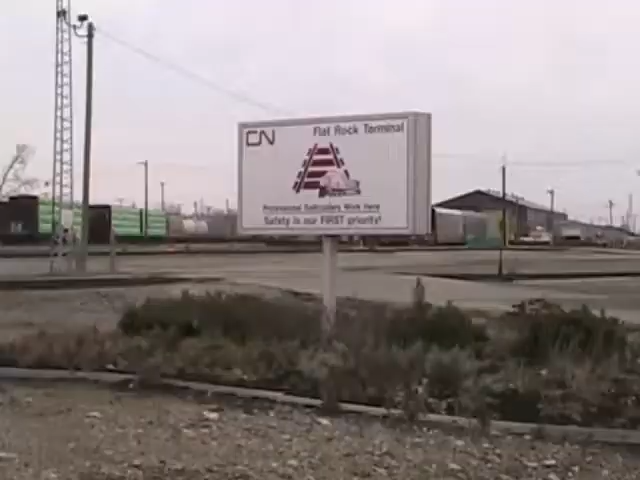 CN
Flat Rock Terminal
Professional Railroaders Work Here
Safety is our FIRST priority!